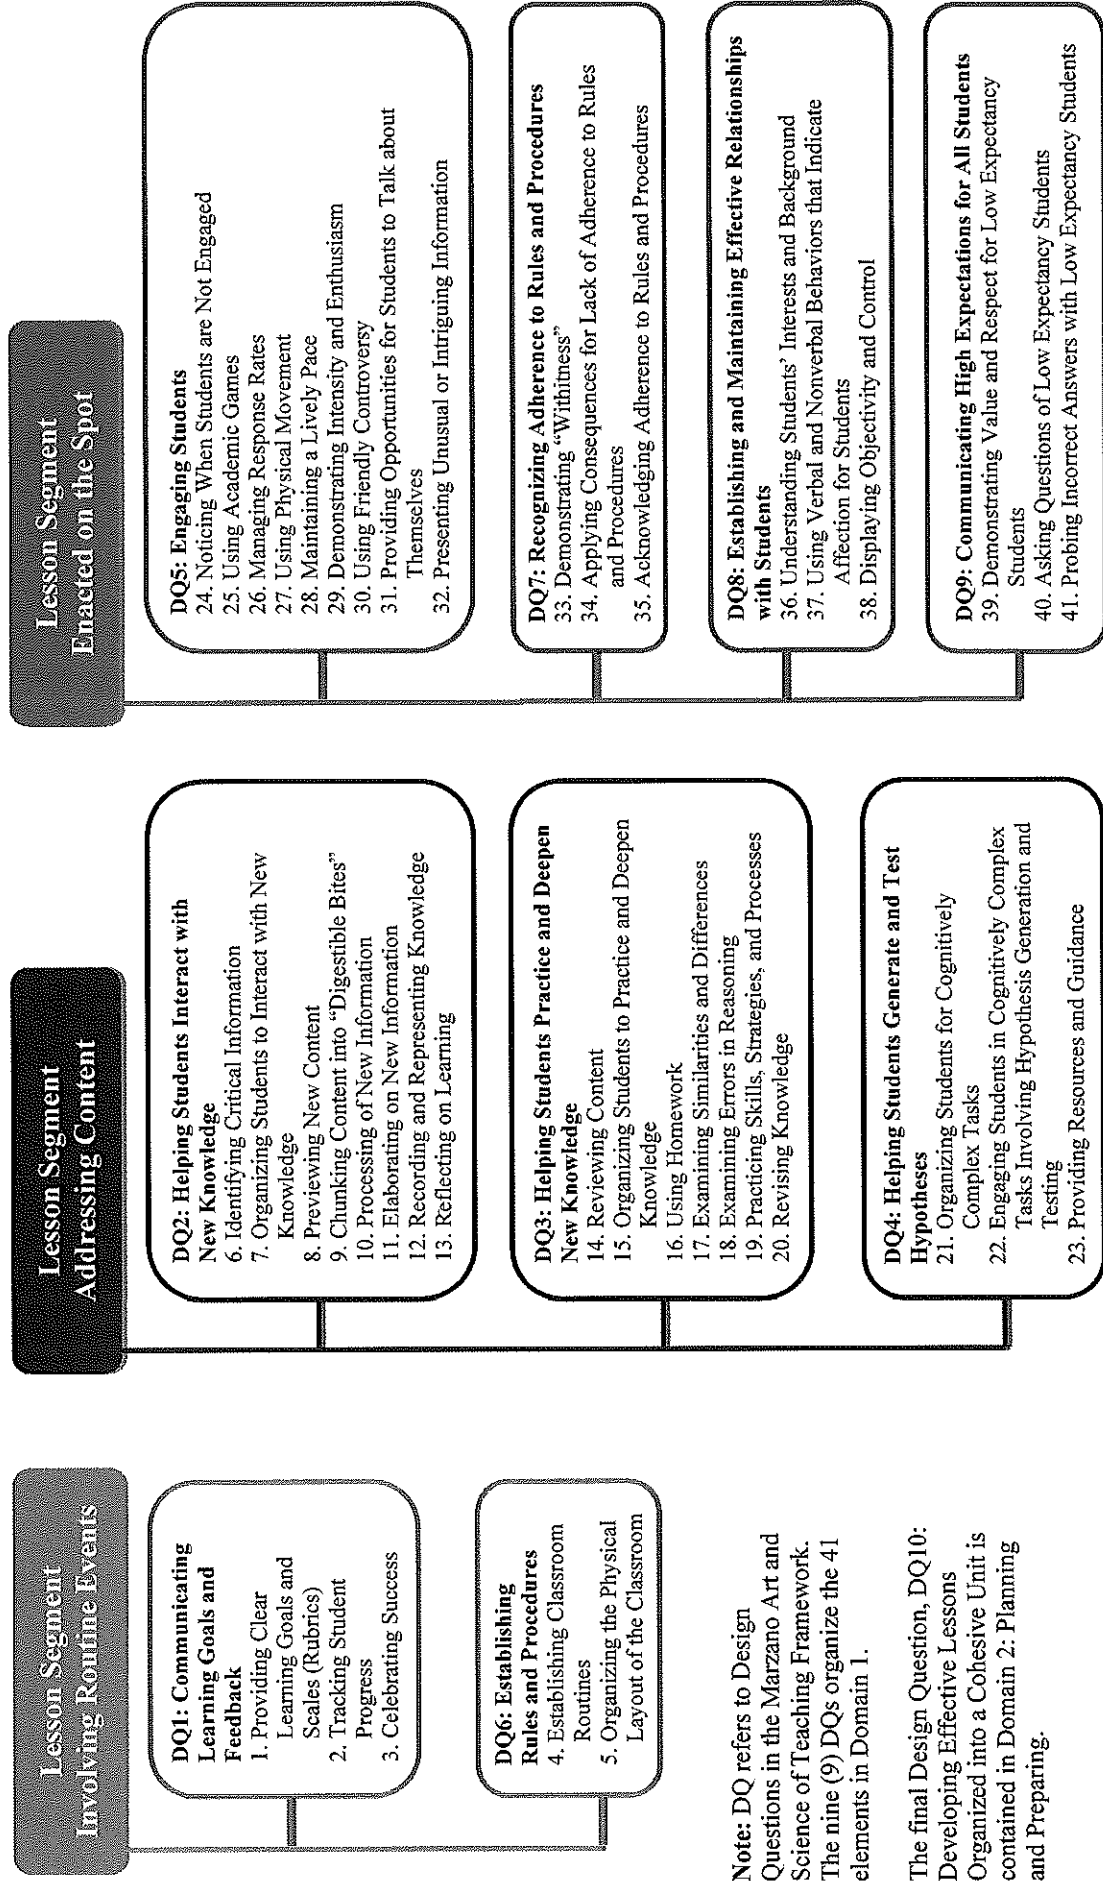 Lesson Segment
Involving Routine Events
DQ1: Communicating
Learning Goals and
Feedback
1. Providing Clear
Learning Goals and
Scales (Rubrics)
2. Tracking Student
Progress
3. Celebrating Success
DQ6: Establishing
Rules and Procedures
4. Establishing Classroom
Routines
5. Organizing the Physical
Layout of the Classroom
Note: DQ refers to Design
Questions in the Marzano Art and
Science of Teaching Framework.
The nine (9) DQs organize the 41
elements in Domain 1.
The final Design Question, DQ10:
Developing Effective Lessons
Organized into a Cohesive Unit is
contained in Domain 2: Planning
and Preparing.
Lesson Segment
Addressing Content
DQ2: Helping Students Interact with
New Knowledge
6. Identifying Critical Information
7. Organizing Students to Interact with New
Knowledge
8. Previewing New Content
9. Chunking Content into “Digestible Bites”
10. Processing of New Information
11. Elaborating on New Information
12. Recording and Representing Knowledge
13. Reflecting on Learning
DQ3: Helping Students Practice and Deepen
New Knowledge
14. Reviewing Content
15. Organizing Students to Practice and Deepen
Knowledge
16. Using Homework
17. Examining Similarities and Differences
18. Examining Errors in Reasoning
19. Practicing Skills, Strategies, and Processes
20. Revising Knowledge
DQ4: Helping Students Generate and Test
Hypotheses
21. Organizing Students for Cognitively
Complex Tasks
22. Engaging Students in Cognitively Complex
Tasks Involving Hypothesis Generation and
Testing
23. Providing Resources and Guidance
Lesson Segment
Enacted on the Spot
DQ5: Engaging Students
24. Noticing When Students are Not Engaged
25. Using Academic Games
26. Managing Response Rates
27. Using Physical Movement
28. Maintaining a Lively Pace
29. Demonstrating Intensity and Enthusiasm
30. Using Friendly Controversy
31. Providing Opportunities for Students to Talk about
Themselves
32. Presenting Unusual or Intriguing Information
DQ7: Recognizing Adherence to Rules and Procedures
33. Demonstrating “Withitness”
34. Applying Consequences for Lack of Adherence to Rules
and Procedures
35. Acknowledging Adherence to Rules and Procedures
DQ8: Establishing and Maintaining Effective Relationships
with Students
36. Understanding Students’ Interests and Background
37. Using Verbal and Nonverbal Behaviors that Indicate
Affection for Students
38. Displaying Objectivity and Control
DQ9: Communicating High Expectations for All Students
39. Demonstrating Value and Respect for Low Expectancy
Students
40. Asking Questions of Low Expectancy Students
41. Probing Incorrect Answers with Low Expectancy Students